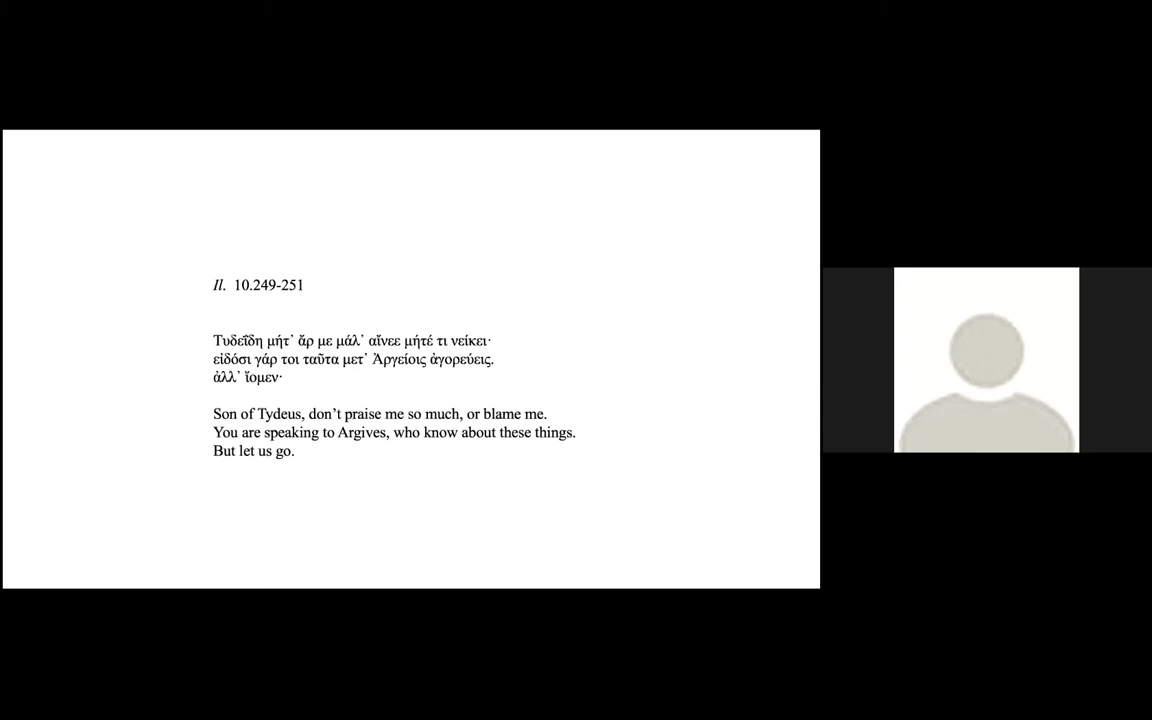 Il. 10.249-251
Τυδεΐδη μήτ᾽ ἄρ με μάλ᾽ αἴνεε μήτέ τι νείκει·
εἰδόσι γάρ τοι ταῦτα μετ᾽ Ἀργείοις ἀγορεύεις.
ἀλλ᾽ ἴομεν·
Son of Tydeus, don’t praise me so much, or blame me.
You are speaking to Argives, who know about these things.
But let us go.